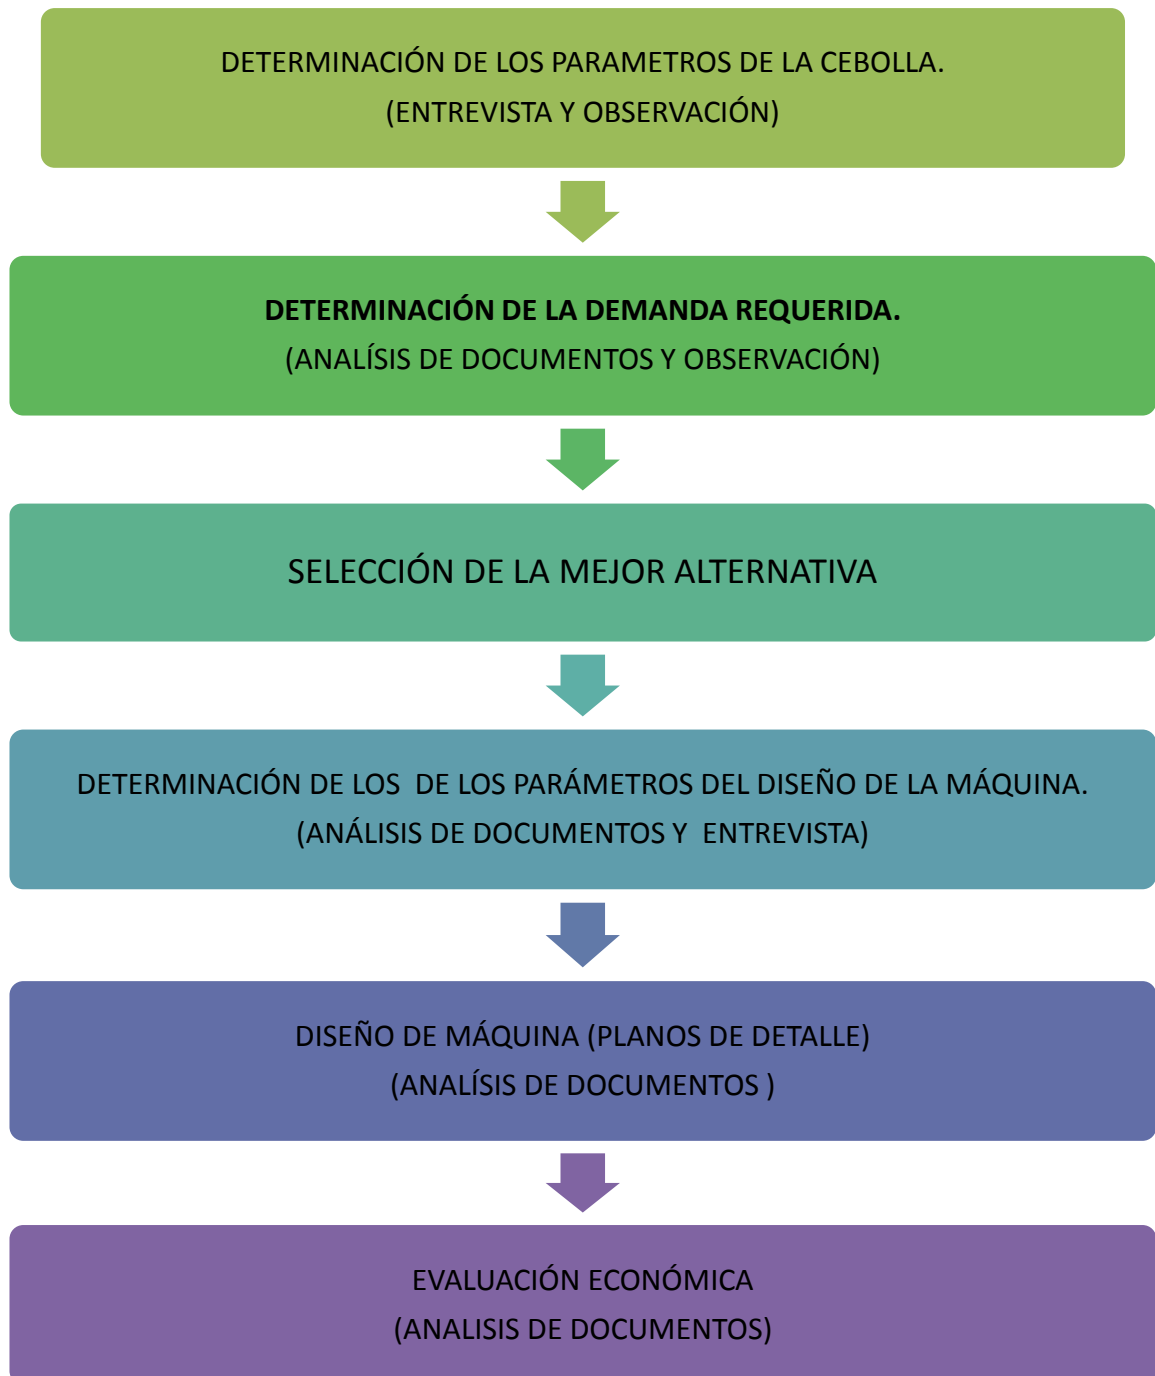 DETERMINACIÓN DE LOS PARAMETROS DE LA CEBOLLA.
(ENTREVISTA Y OBSERVACIÓN)
DETERMINACIÓN DE LA DEMANDA REQUERIDA.
(ANALÍSIS DE DOCUMENTOS Y OBSERVACIÓN)
SELECCIÓN DE LA MEJOR ALTERNATIVA
DETERMINACIÓN DE LOS  DE LOS PARÁMETROS DEL DISEÑO DE LA MÁQUINA.
(ANÁLISIS DE DOCUMENTOS Y  ENTREVISTA)
DISEÑO DE MÁQUINA (PLANOS DE DETALLE)
(ANALÍSIS DE DOCUMENTOS )
EVALUACIÓN ECONÓMICA
(ANALISIS DE DOCUMENTOS)